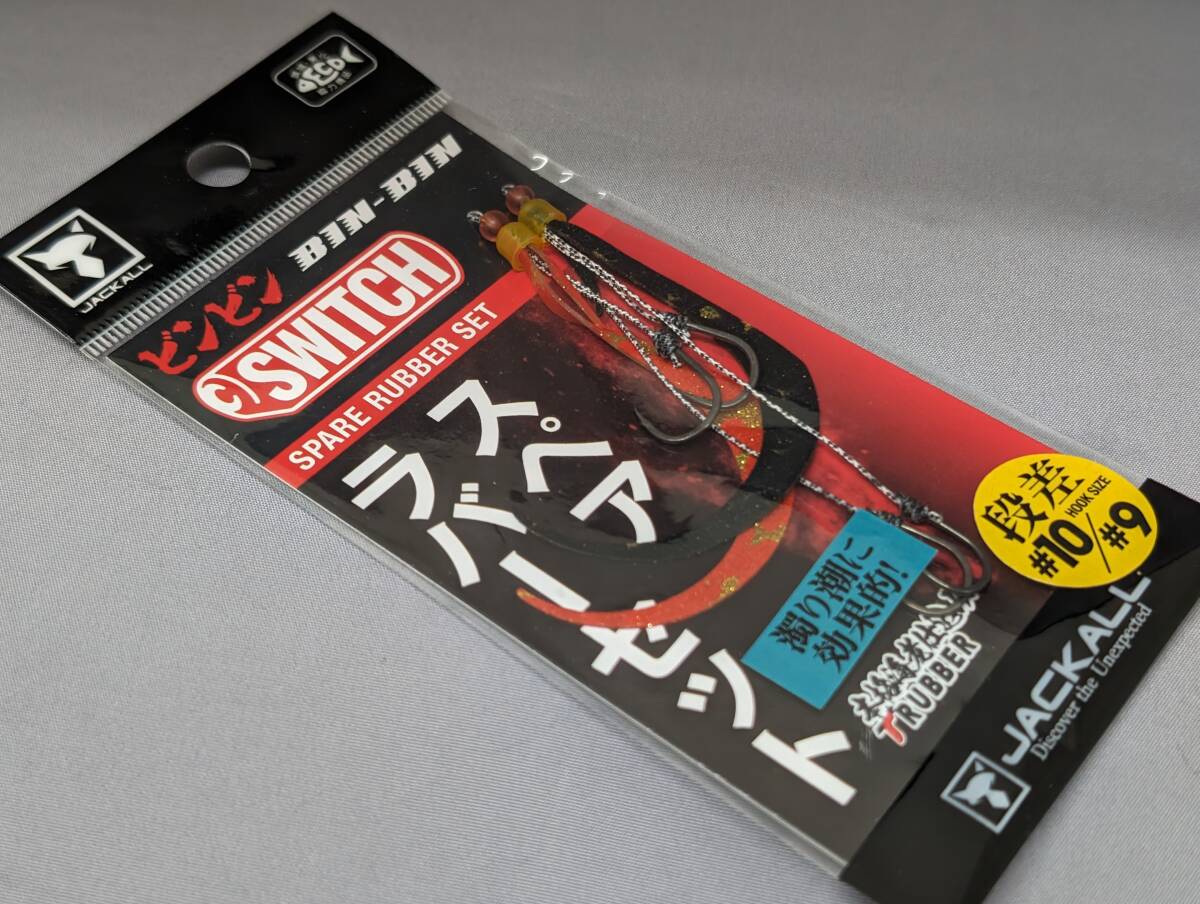 ECO
JACKALL
ビンビン
BIN-BIN
SWITCH
SPARE RUBBER SET
スペア
ラバーセット
段差
HOOK SIZE
#10/#9
濁り潮に
効果的!
T RUBBER
JACKALL
Discover the Unexpected